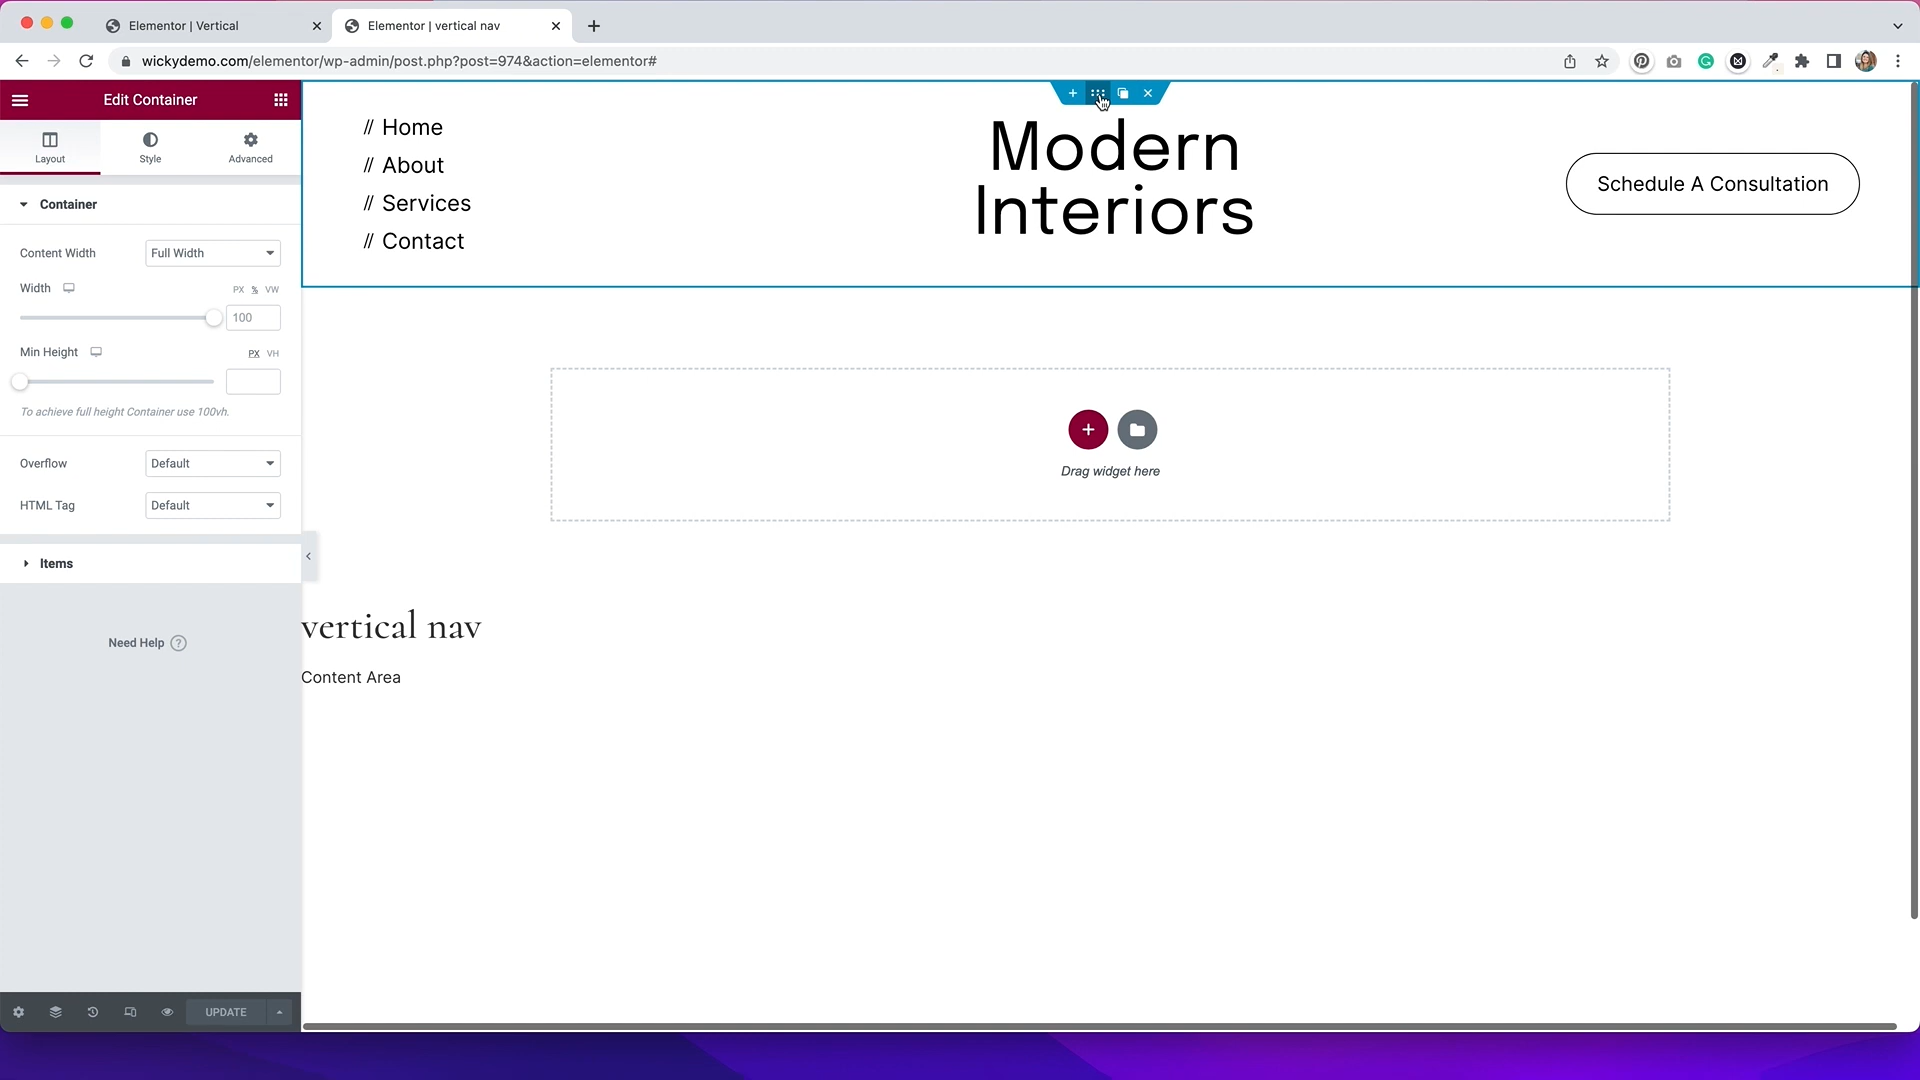 Elementor | Vertical
Elementor | vertical nav
wickydemo.com/elementor/wp-admin/post.php?post=974&action=elementor#
Edit Container
Layout
Style
Advanced
Container
Content Width
Full Width
Width
PX % VW
100
Min Height
PX VH
To achieve full height Container use 100vh.
Overflow
Default
HTML Tag
Default
Items
Need Help ?
UPDATE
// Home
// About
// Services
// Contact
Modern
Interiors
Schedule A Consultation
Drag widget here
vertical nav
Content Area